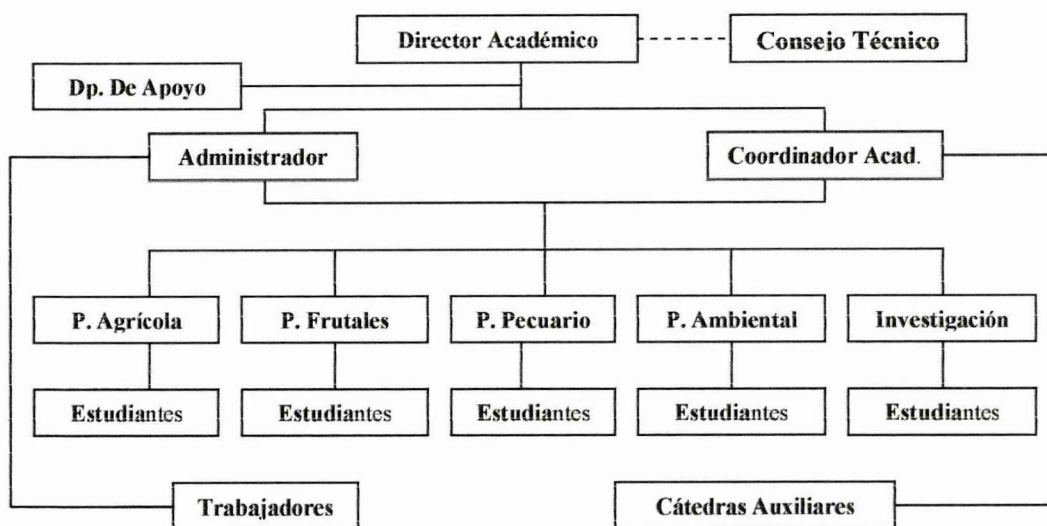 Director Académico
Consejo Técnico
Dp. De Apoyo
Administrador
Coordinador Acad.
P. Agrícola
P. Frutales
P. Pecuario
P. Ambiental
Investigación
Estudiantes
Estudiantes
Estudiantes
Estudiantes
Estudiantes
Trabajadores
Cátedras Auxiliares